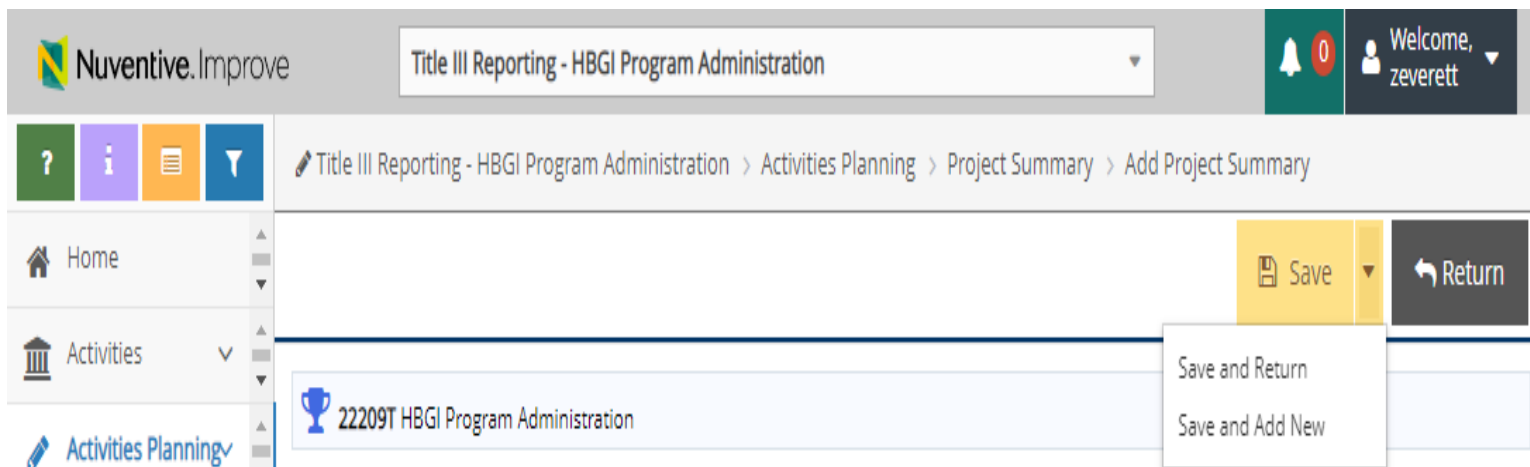 Nuventive.Improve
Title III Reporting - HBGI Program Administration
0
Welcome,
zeverett
? i
Title III Reporting - HBGI Program Administration > Activities Planning > Project Summary > Add Project Summary
Home
Save
Return
Activities
Save and Return
22209T HBGI Program Administration
Save and Add New
Activities Planning